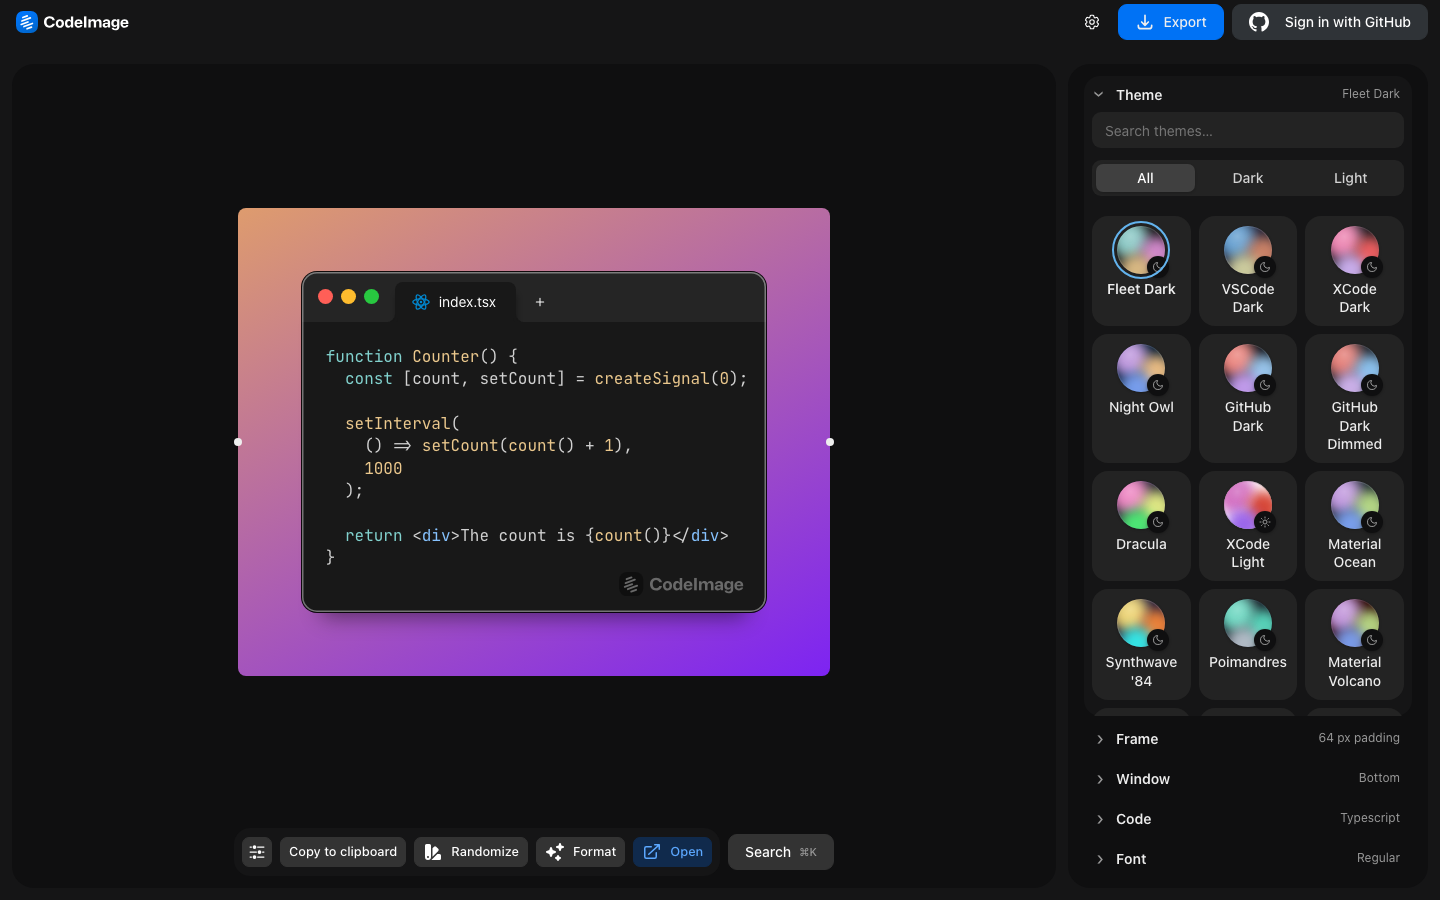 CodeImage
Export
Sign in with GitHub
index.tsx
+
function Counter() {
const [count, setCount] = createSignal(0);
setInterval(
() => setCount(count() + 1),
1000
);
return <div>The count is {count()}</div>
}
CodeImage
Copy to clipboard
Randomize
Format
Open
Search ⌘K
Theme
Fleet Dark
Search themes...
All
Dark
Light
Fleet Dark
VSCode
Dark
XCode
Dark
Night Owl
GitHub
Dark
GitHub
Dark
Dimmed
Dracula
XCode
Light
Material
Ocean
Synthwave
'84
Poimandres
Material
Volcano
Frame
64 px padding
Window
Bottom
Code
Typescript
Font
Regular